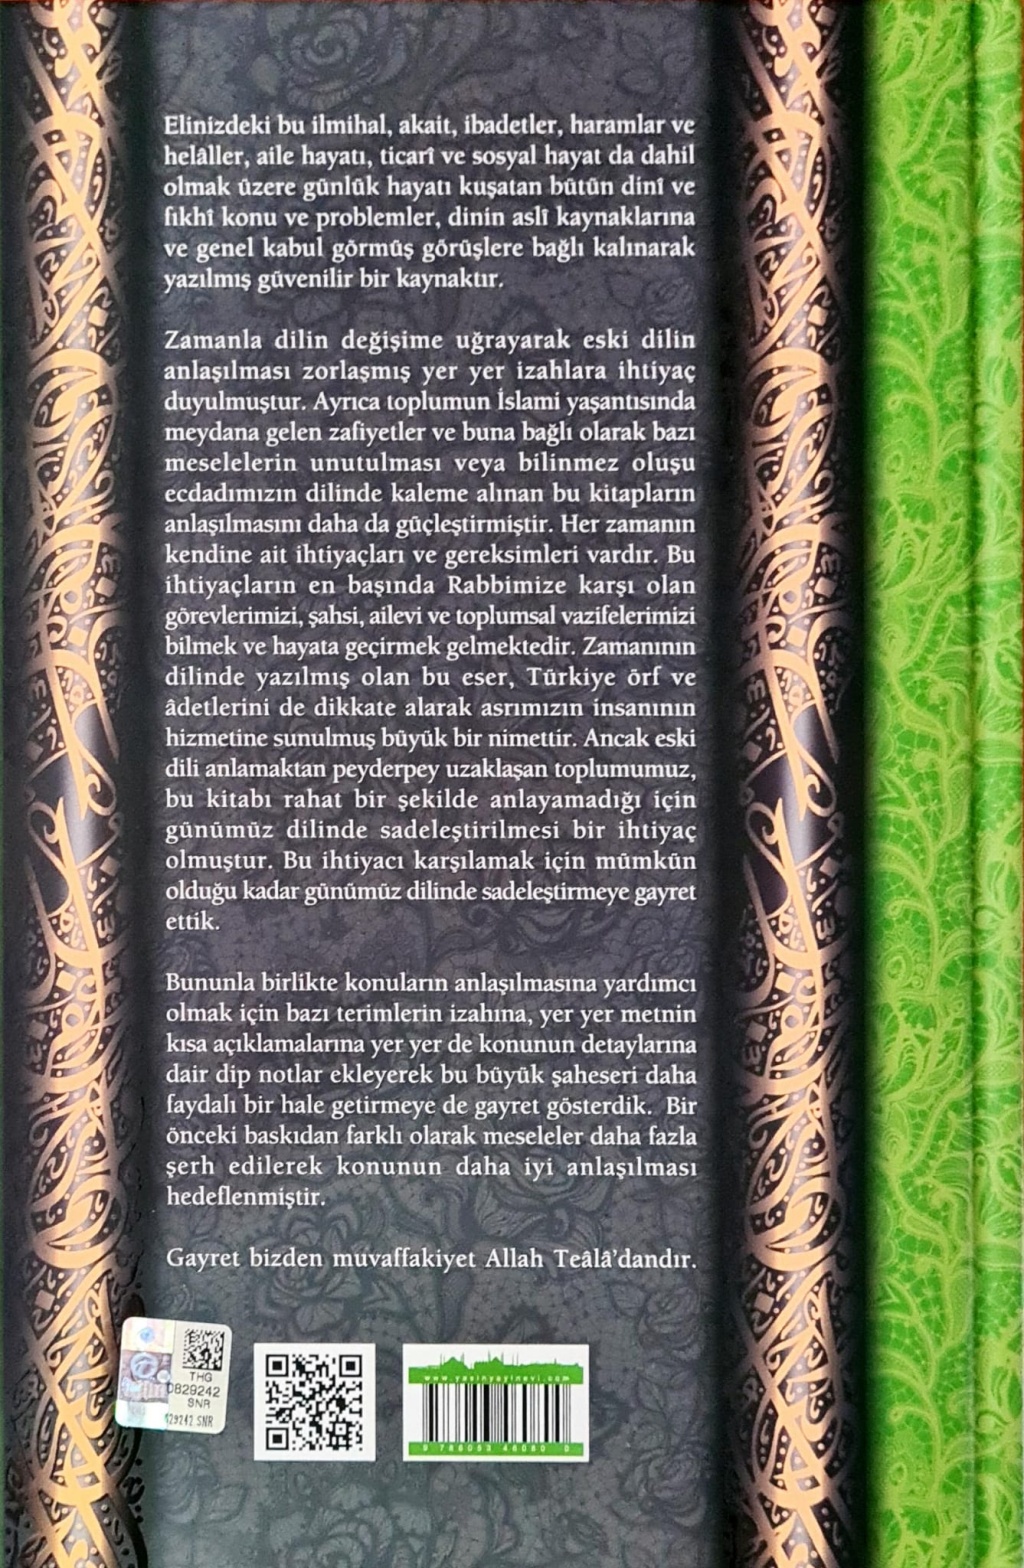 Elinizdeki bu ilmihal, akait, ibadetler, haramlar ve
helâller, aile hayatı, ticarî ve sosyal hayat da dahil
olmak üzere günlük hayatı kuşatan bütün dinî ve
fıkhî konu ve problemler, dinin aslî kaynaklarına
ve genel kabul görmüş görüşlere bağlı kalınarak
yazılmış güvenilir bir kaynaktır.
Zamanla dilin değişime uğrayarak eski dilin
anlaşılması zorlaşmış yer yer izahlara ihtiyaç
duyulmuştur. Ayrıca toplumun İslami yaşantısında
meydana gelen zafiyetler ve buna bağlı olarak bazı
meselelerin unutulması veya bilinmez oluşu
ecdadımızın dilinde kaleme alınan bu kitapların
anlaşılmasını daha da güçleştirmiştir. Her zamanın
kendine ait ihtiyaçları ve gereksimleri vardır. Bu
ihtiyaçların en başında Rabbimize karşı olan
görevlerimizi, şahsi, ailevi ve toplumsal vazifelerimizi
bilmek ve hayata geçirmek gelmektedir. Zamanının
dilinde yazılmış olan bu eser, Türkiye örf ve
âdetlerini de dikkate alarak asrımızın insanının
hizmetine sunulmuş büyük bir nimettir. Ancak eski
dili anlamaktan peyderpey uzaklaşan toplumumuz,
bu kitabı rahat bir şekilde anlayamadığı için
günümüz dilinde sadeleştirilmesi bir ihtiyaç
olmuştur. Bu ihtiyacı karşılamak için mümkün
olduğu kadar günümüz dilinde sadeleştirmeye gayret
ettik.
Bununla birlikte konuların anlaşılmasına yardımcı
olmak için bazı terimlerin izahına, yer yer metnin
kısa açıklamalarına yer yer de konunun detaylarına
dair dip notlar ekleyerek bu büyük şaheseri daha
faydalı bir hale getirmeye de gayret gösterdik. Bir
önceki baskıdan farklı olarak meseleler daha fazla
şerh edilerek konunun daha iyi anlaşılması
hedeflenmiştir.
Gayret bizden muvaffakiyet Allah Teâlâ'dandır.
THG
0829242
SNR
29242 SNR
www.yasinyayinevi.com